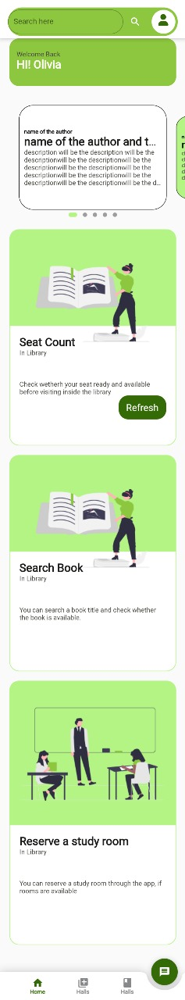 Search here
Welcome Back
Hi! Olivia
name of the author
name of the author and t...
description will be the description will be the
descriptionwill be the descriptionwill be the
descriptionwill be the descriptionwill be the
descriptionwill be the descriptionwill be the
descriptionwill be the descriptionwill be the d...
Seat Count
In Library
Check wetherh your seat ready and available
before visiting inside the library
Refresh
Search Book
In Library
You can search a book title and check whether
the book is available.
Reserve a study room
In Library
You can reserve a study room through the app, if
rooms are available
Home
Halls
Halls